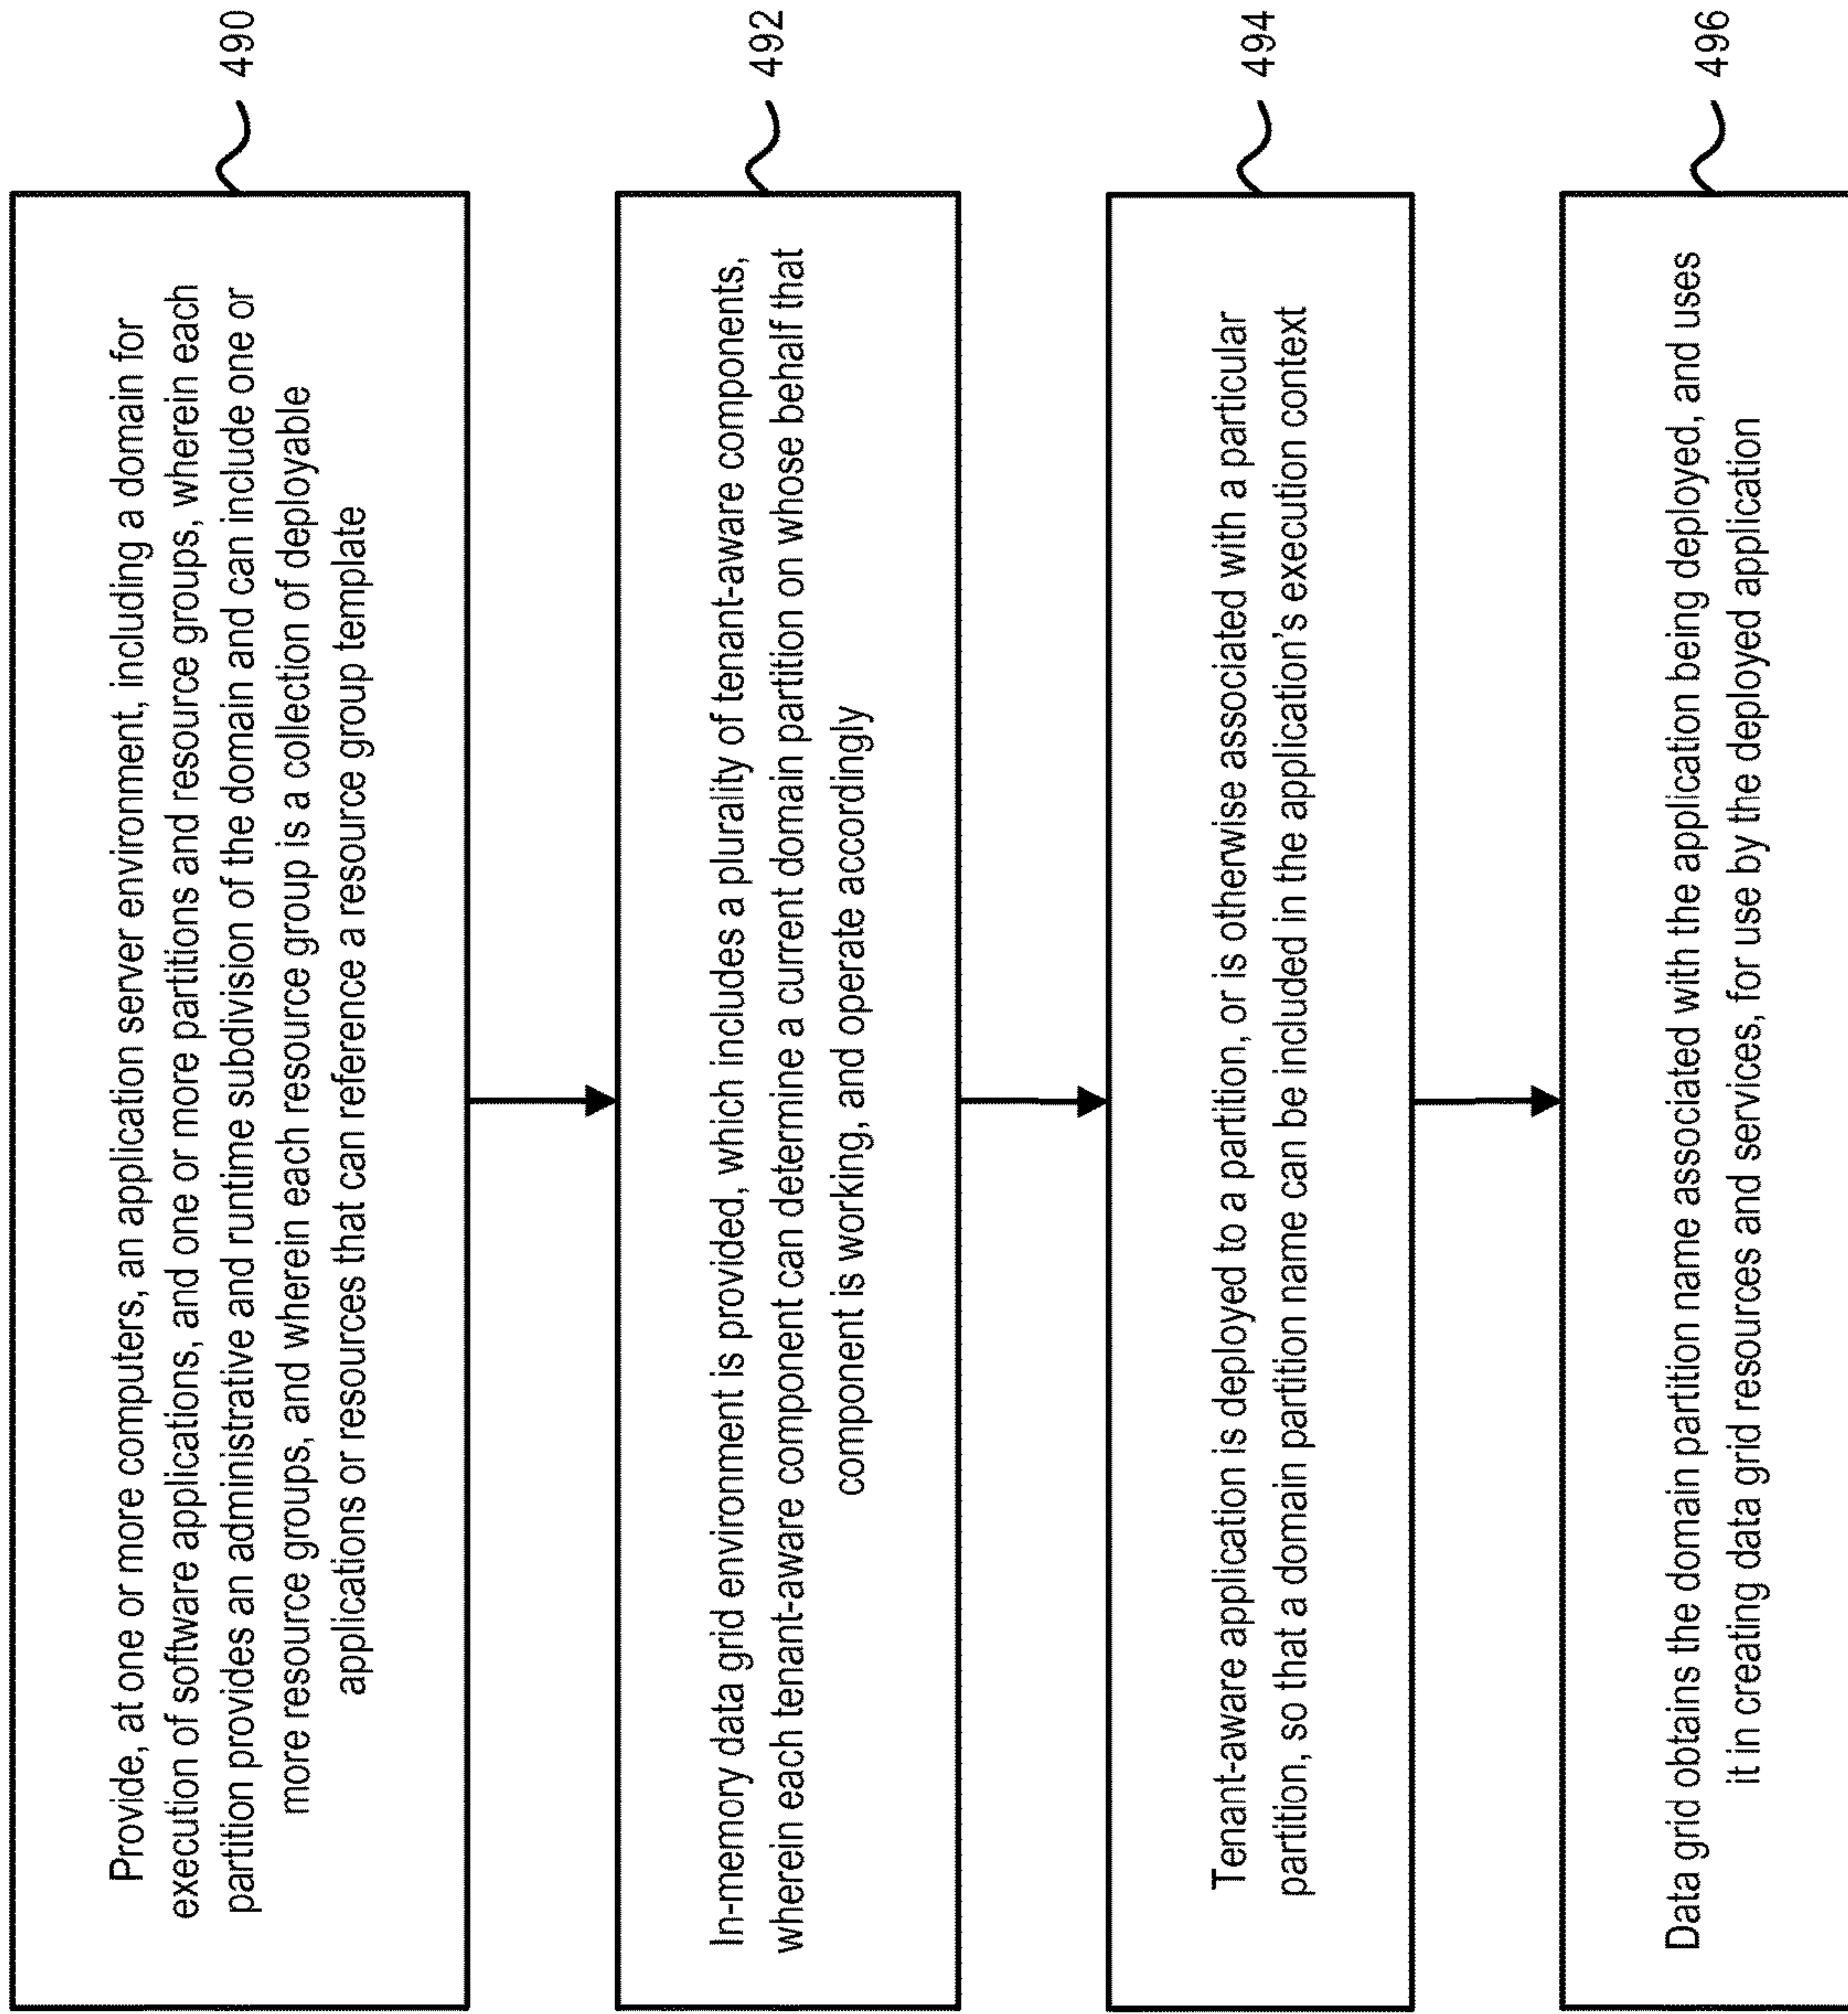 Provide, at one or more computers, an application server environment, including a domain for
execution of software applications, and one or more partitions and resource groups, wherein each
partition provides an administrative and runtime subdivision of the domain and can include one or
more resource groups, and wherein each resource group is a collection of deployable
applications or resources that can reference a resource group template
490
In-memory data grid environment is provided, which includes a plurality of tenant-aware components,
wherein each tenant-aware component can determine a current domain partition on whose behalf that
component is working, and operate accordingly
492
Tenant-aware application is deployed to a partition, or is otherwise associated with a particular
partition, so that a domain partition name can be included in the application's execution context
494
Data grid obtains the domain partition name associated with the application being deployed, and uses
it in creating data grid resources and services, for use by the deployed application
496